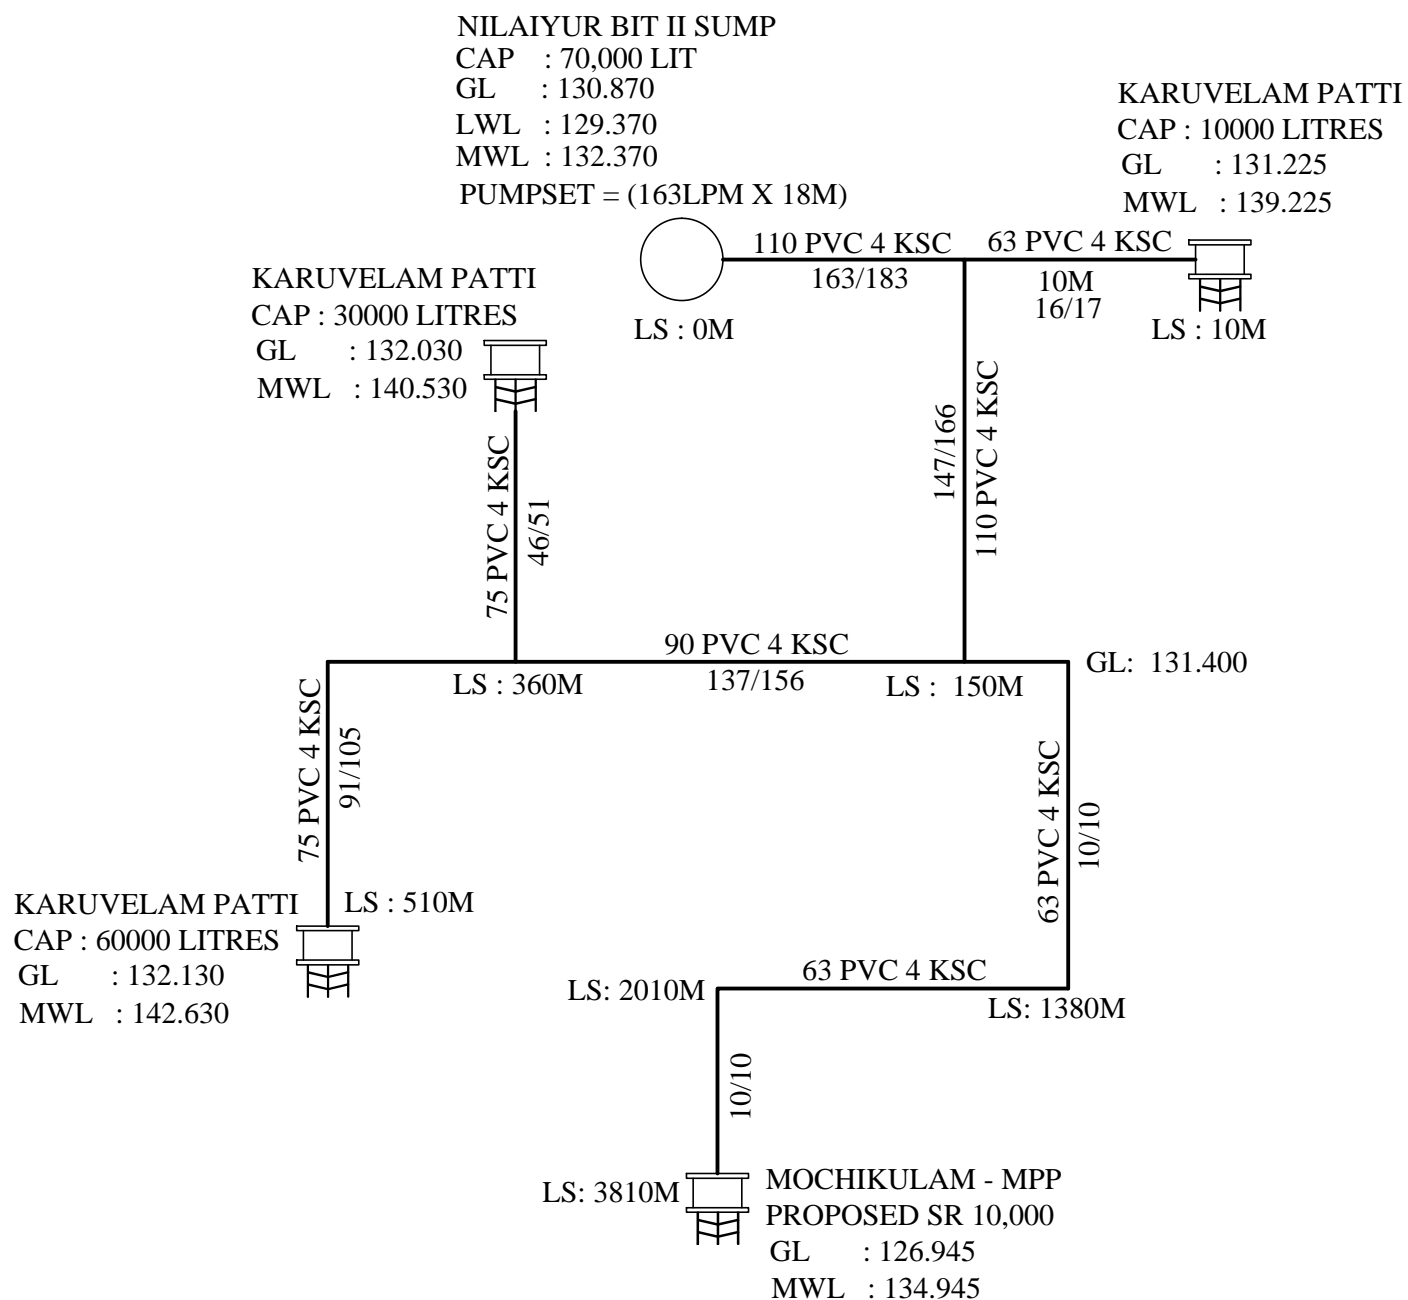 NILAIYUR BIT II SUMP
CAP : 70,000 LIT
GL : 130.870
LWL : 129.370
MWL : 132.370
PUMPSET = (163LPM X 18M)
KARUVELAM PATTI
CAP : 10000 LITRES
GL : 131.225
MWL : 139.225
110 PVC 4 KSC
163/183
63 PVC 4 KSC
10M
16/17
LS : 0M
LS : 10M
KARUVELAM PATTI
CAP : 30000 LITRES
GL : 132.030
MWL : 140.530
75 PVC 4 KSC
46/51
147/166
110 PVC 4 KSC
90 PVC 4 KSC
137/156
LS : 360M
LS : 150M
GL: 131.400
75 PVC 4 KSC
91/105
63 PVC 4 KSC
10/10
KARUVELAM PATTI
CAP : 60000 LITRES
GL : 132.130
MWL : 142.630
LS : 510M
63 PVC 4 KSC
LS: 2010M
LS: 1380M
10/10
LS: 3810M
MOCHIKULAM - MPP
PROPOSED SR 10,000
GL : 126.945
MWL : 134.945